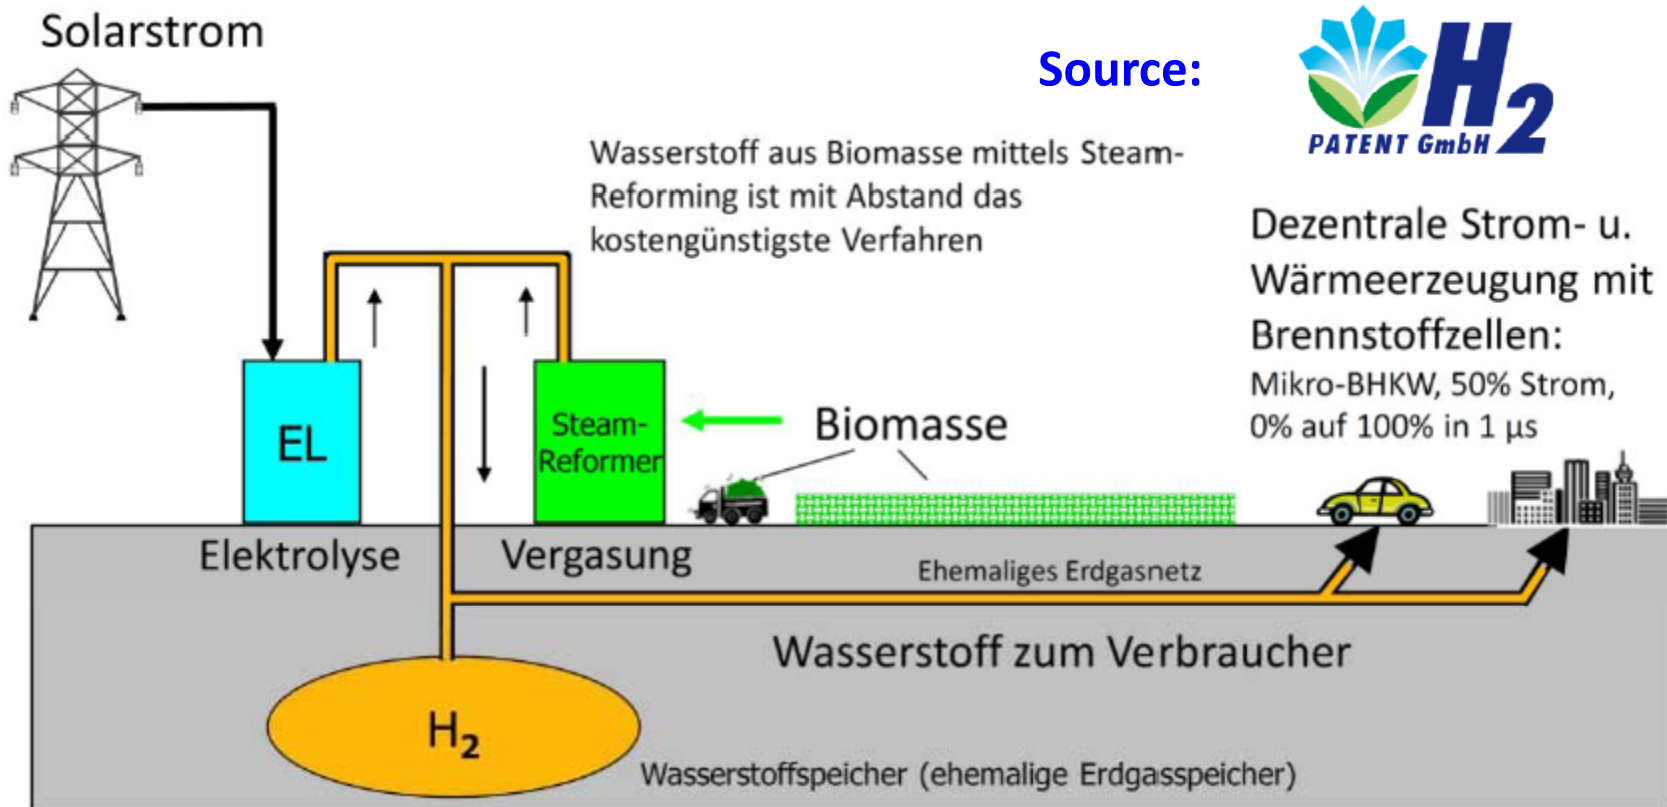 Solarstrom
Source:
H2
PATENT GmbH
Wasserstoff aus Biomasse mittels Steam-
Reforming ist mit Abstand das
kostengünstigste Verfahren
Dezentrale Strom- u.
Wärmeerzeugung mit
Brennstoffzellen:
Mikro-BHKW, 50% Strom,
0% auf 100% in 1 µs
EL
Steam-
Reformer
Biomasse
Elektrolyse
Vergasung
Ehemaliges Erdgasnetz
Wasserstoff zum Verbraucher
H₂
Wasserstoffspeicher (ehemalige Erdgasspeicher)